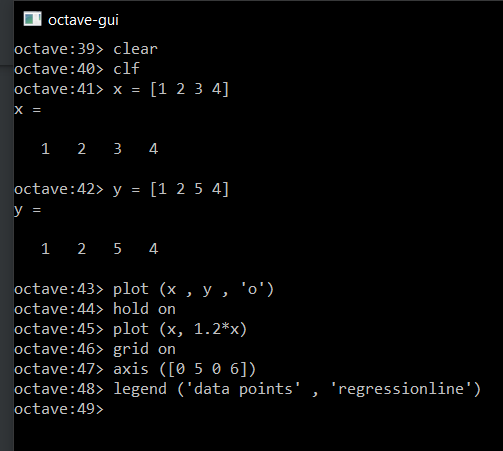 octave-gui
octave:39> clear
octave:40> clf
octave:41> x = [1 2 3 4]
x =
1 2 3 4
octave:42> y = [1 2 5 4]
y =
1 2 5 4
octave:43> plot (x , y , 'o')
octave:44> hold on
octave:45> plot (x, 1.2*x)
octave:46> grid on
octave:47> axis ([0 5 0 6])
octave:48> legend ('data points' , 'regressionline')
octave:49>